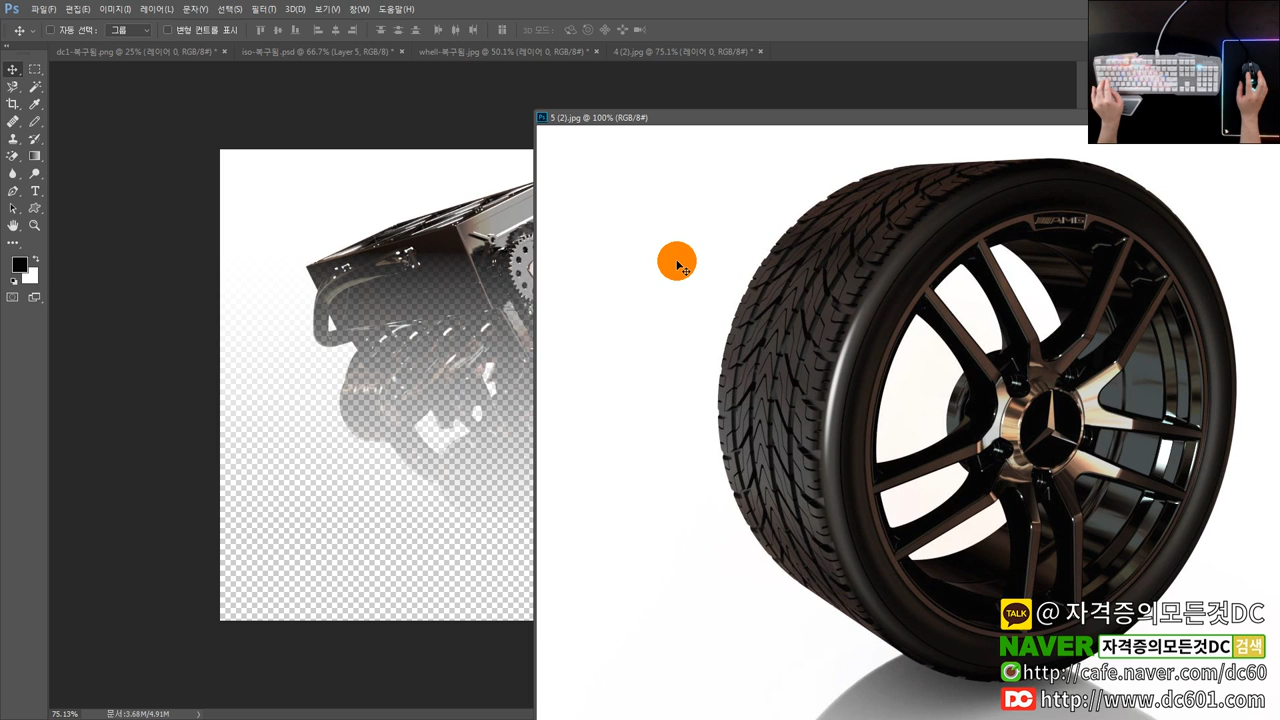 Ps 파일(F) 편집(E) 이미지(I) 레이어(L) 문자(Y) 선택(S) 필터(T) 3D(D) 보기(V) 창(W) 도움말(H)
자동 선택: 그룹 변형 컨트롤 표시 3D 모드:
dc1-복구됨.png @ 25% (레이어 0, RGB/8#) * × iso-복구됨.psd @ 66.7% (Layer 5, RGB/8) * × whell-복구됨.jpg @ 50.1% (레이어 0, RGB/8#) * × 4 (2).jpg @ 75.1% (레이어 0, RGB/8#) * ×
Ps 5 (2).jpg @ 100% (RGB/8#)
AMG
TALK @ 자격증의모든것DC
NAVER 자격증의모든것DC 검색
http://cafe.naver.com/dc60
DC http://www.dc601.com
75.13% 문서:3.68M/4.91M